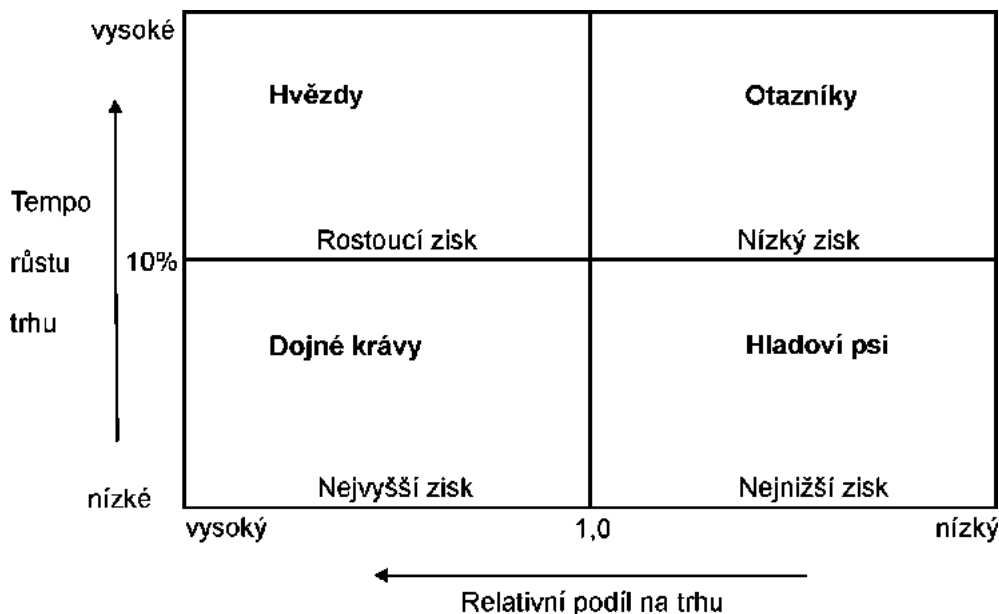 vysoké
Hvězdy
Otazníky
Tempo
růstu
trhu
Rostoucí zisk
Nízký zisk
10%
Dojné krávy
Hladoví psi
Nejvyšší zisk
Nejnižší zisk
nízké
vysoký
1,0
nízký
Relativní podíl na trhu